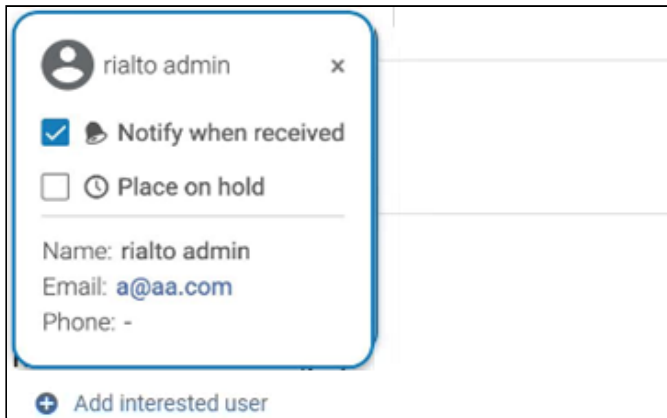 rialto admin ×
Notify when received
Place on hold
Name: rialto admin
Email: a@aa.com
Phone: -
Add interested user